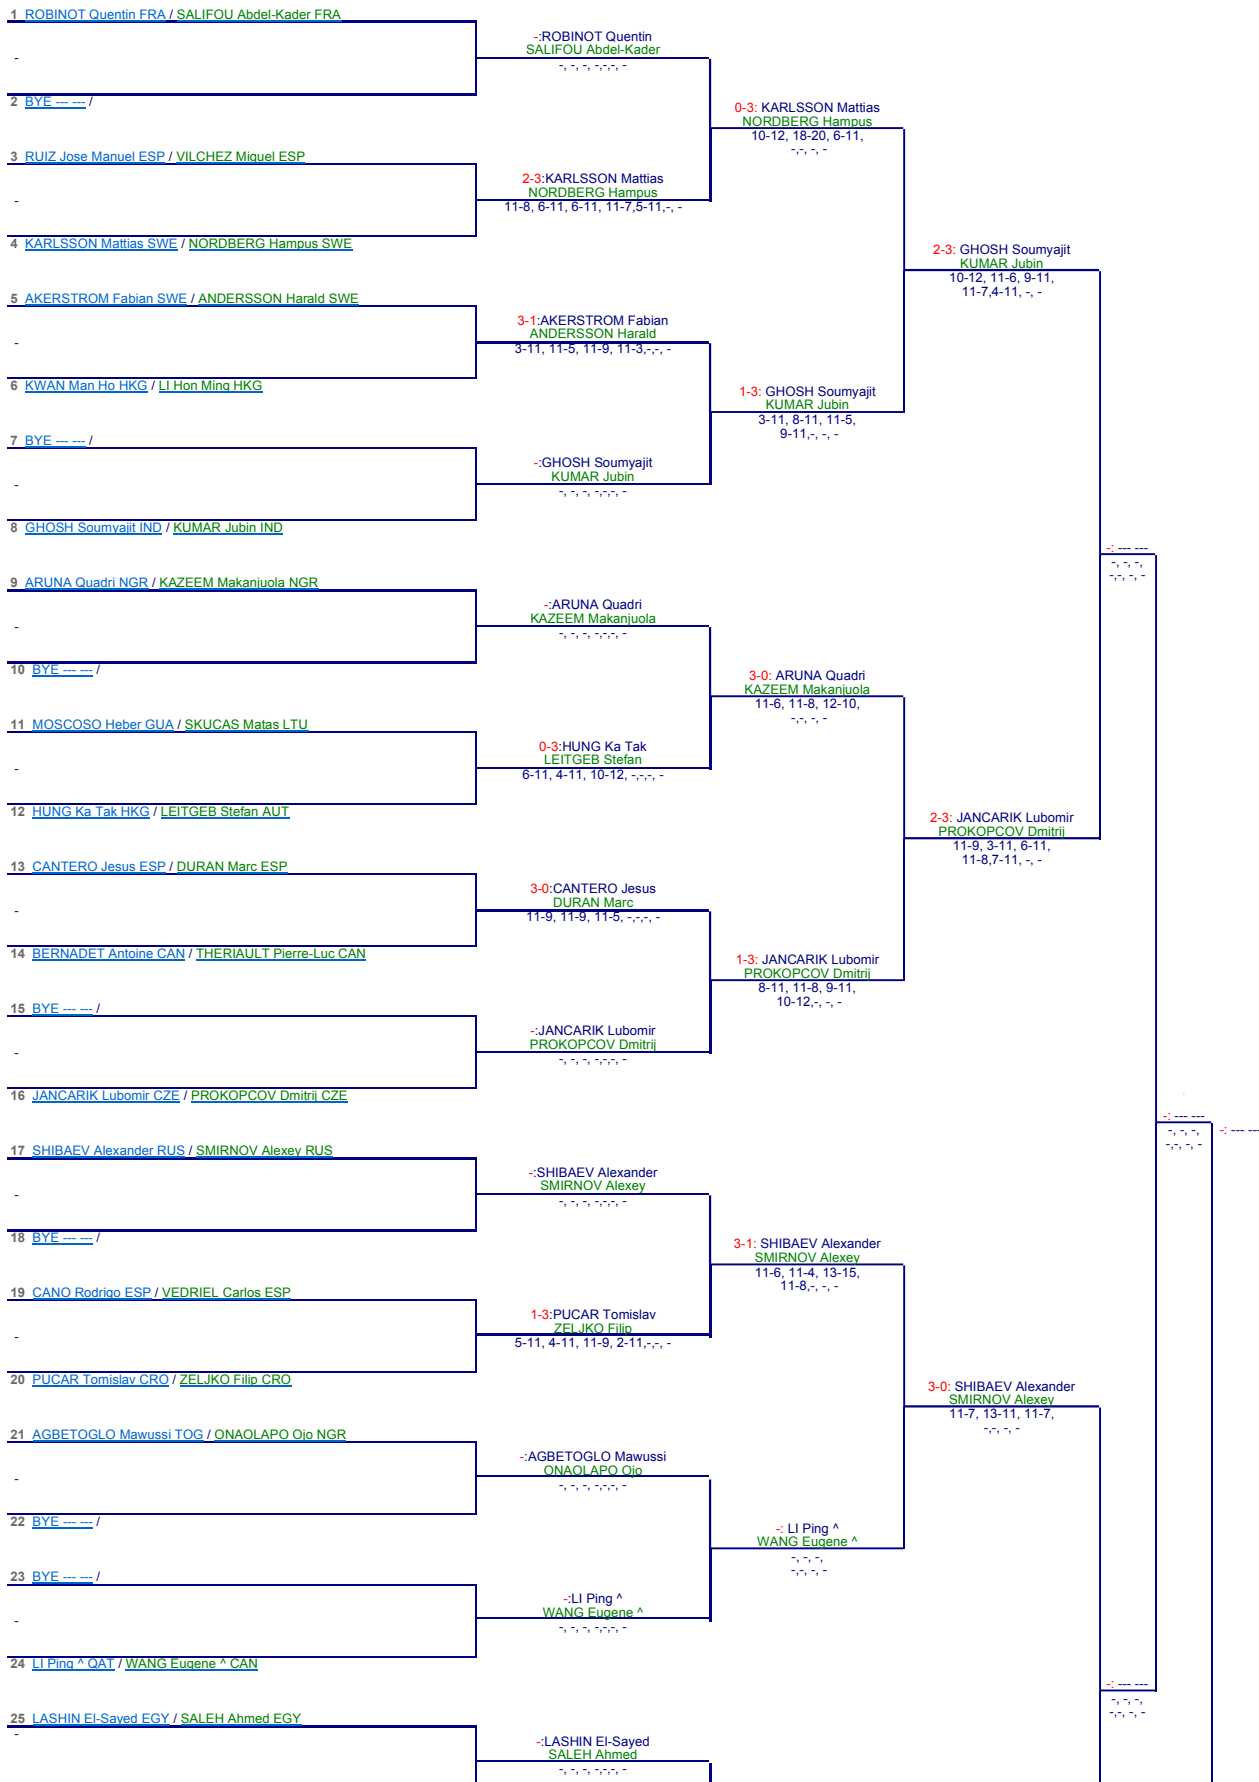 1 ROBINOT Quentin FRA / SALIFOU Abdel-Kader FRA
-:ROBINOT Quentin
SALIFOU Abdel-Kader
-
-, -, -, -,-,-, -
2 BYE --- --- /
0-3: KARLSSON Mattias
NORDBERG Hampus
10-12, 18-20, 6-11,
-,-, -, -
3 RUIZ Jose Manuel ESP / VILCHEZ Miguel ESP
2-3:KARLSSON Mattias
NORDBERG Hampus
-
11-8, 6-11, 6-11, 11-7,5-11,-, -
4 KARLSSON Mattias SWE / NORDBERG Hampus SWE
2-3: GHOSH Soumyajit
KUMAR Jubin
10-12, 11-6, 9-11,
11-7,4-11, -, -
5 AKERSTROM Fabian SWE / ANDERSSON Harald SWE
3-1:AKERSTROM Fabian
ANDERSSON Harald
-
3-11, 11-5, 11-9, 11-3,-,-, -
6 KWAN Man Ho HKG / LI Hon Ming HKG
1-3: GHOSH Soumyajit
KUMAR Jubin
3-11, 8-11, 11-5,
9-11,-, -, -
7 BYE --- --- /
-:GHOSH Soumyajit
KUMAR Jubin
-
-, -, -, -,-,-, -
8 GHOSH Soumyajit IND / KUMAR Jubin IND
-: --- ---
-, -, -,
-,-, -, -
9 ARUNA Quadri NGR / KAZEEM Makanjuola NGR
-:ARUNA Quadri
KAZEEM Makanjuola
-
-, -, -, -,-,-, -
10 BYE --- --- /
3-0: ARUNA Quadri
KAZEEM Makanjuola
11-6, 11-8, 12-10,
-,-, -, -
11 MOSCOSO Heber GUA / SKUCAS Matas LTU
0-3:HUNG Ka Tak
LEITGEB Stefan
-
6-11, 4-11, 10-12, -,-,-, -
12 HUNG Ka Tak HKG / LEITGEB Stefan AUT
2-3: JANCARIK Lubomir
PROKOPCOV Dmitrij
11-9, 3-11, 6-11,
11-8,7-11, -, -
13 CANTERO Jesus ESP / DURAN Marc ESP
3-0:CANTERO Jesus
DURAN Marc
-
11-9, 11-9, 11-5, -,-,-, -
14 BERNADET Antoine CAN / THERIAULT Pierre-Luc CAN
1-3: JANCARIK Lubomir
PROKOPCOV Dmitrij
8-11, 11-8, 9-11,
10-12,-, -, -
15 BYE --- --- /
-:JANCARIK Lubomir
PROKOPCOV Dmitrij
-
-, -, -, -,-,-, -
16 JANCARIK Lubomir CZE / PROKOPCOV Dmitrij CZE
-: --- ---
-, -, -,
-,-, -, -
-: --- ---
17 SHIBAEV Alexander RUS / SMIRNOV Alexey RUS
-:SHIBAEV Alexander
SMIRNOV Alexey
-
-, -, -, -,-,-, -
18 BYE --- --- /
3-1: SHIBAEV Alexander
SMIRNOV Alexey
11-6, 11-4, 13-15,
11-8,-, -, -
19 CANO Rodrigo ESP / VEDRIEL Carlos ESP
1-3:PUCAR Tomislav
ZELJKO Filip
-
5-11, 4-11, 11-9, 2-11,-,-, -
20 PUCAR Tomislav CRO / ZELJKO Filip CRO
3-0: SHIBAEV Alexander
SMIRNOV Alexey
11-7, 13-11, 11-7,
-,-, -, -
21 AGBETOGLO Mawussi TOG / ONAOLAPO Ojo NGR
-:AGBETOGLO Mawussi
ONAOLAPO Ojo
-
-, -, -, -,-,-, -
22 BYE --- --- /
-: LI Ping ^
WANG Eugene ^
-, -, -,
-,-, -, -
23 BYE --- --- /
-:LI Ping ^
WANG Eugene ^
-
-, -, -, -,-,-, -
24 LI Ping ^ QAT / WANG Eugene ^ CAN
-: --- ---
-, -, -,
-,-, -, -
25 LASHIN El-Sayed EGY / SALEH Ahmed EGY
-
-:LASHIN El-Sayed
SALEH Ahmed
-, -, -, -,-,-, -